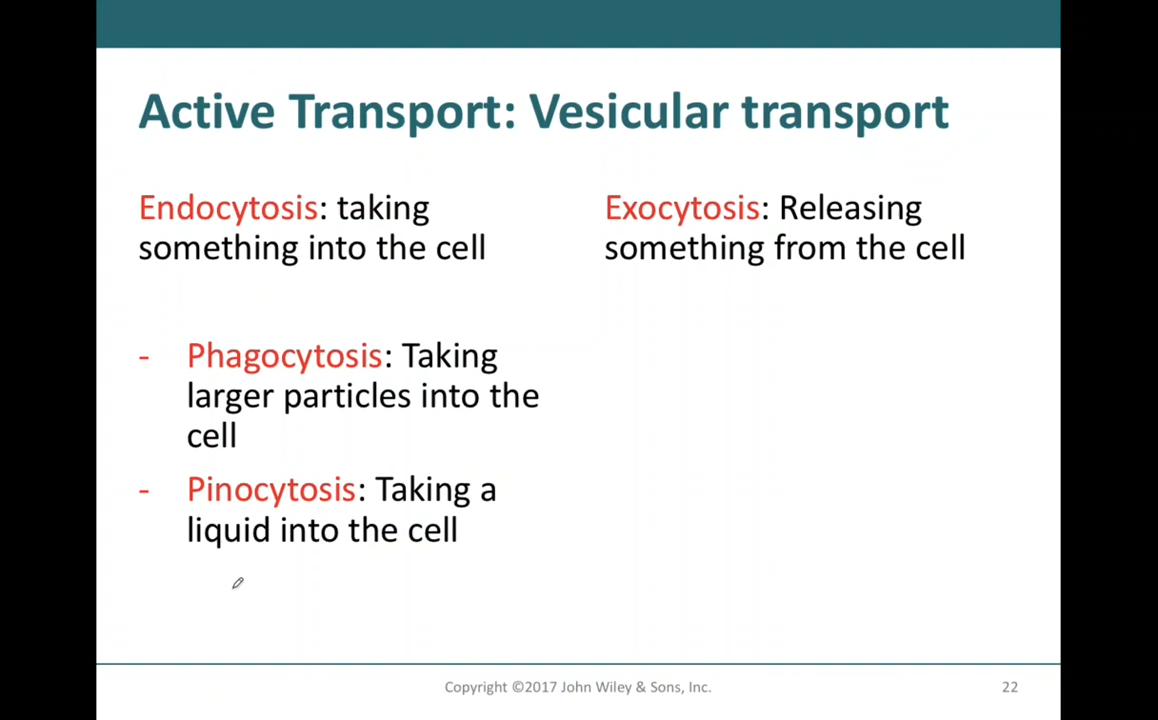 Active Transport: Vesicular transport
Endocytosis: taking
something into the cell
- Phagocytosis: Taking
larger particles into the
cell
- Pinocytosis: Taking a
liquid into the cell
Exocytosis: Releasing
something from the cell
Copyright ©2017 John Wiley & Sons, Inc.
22